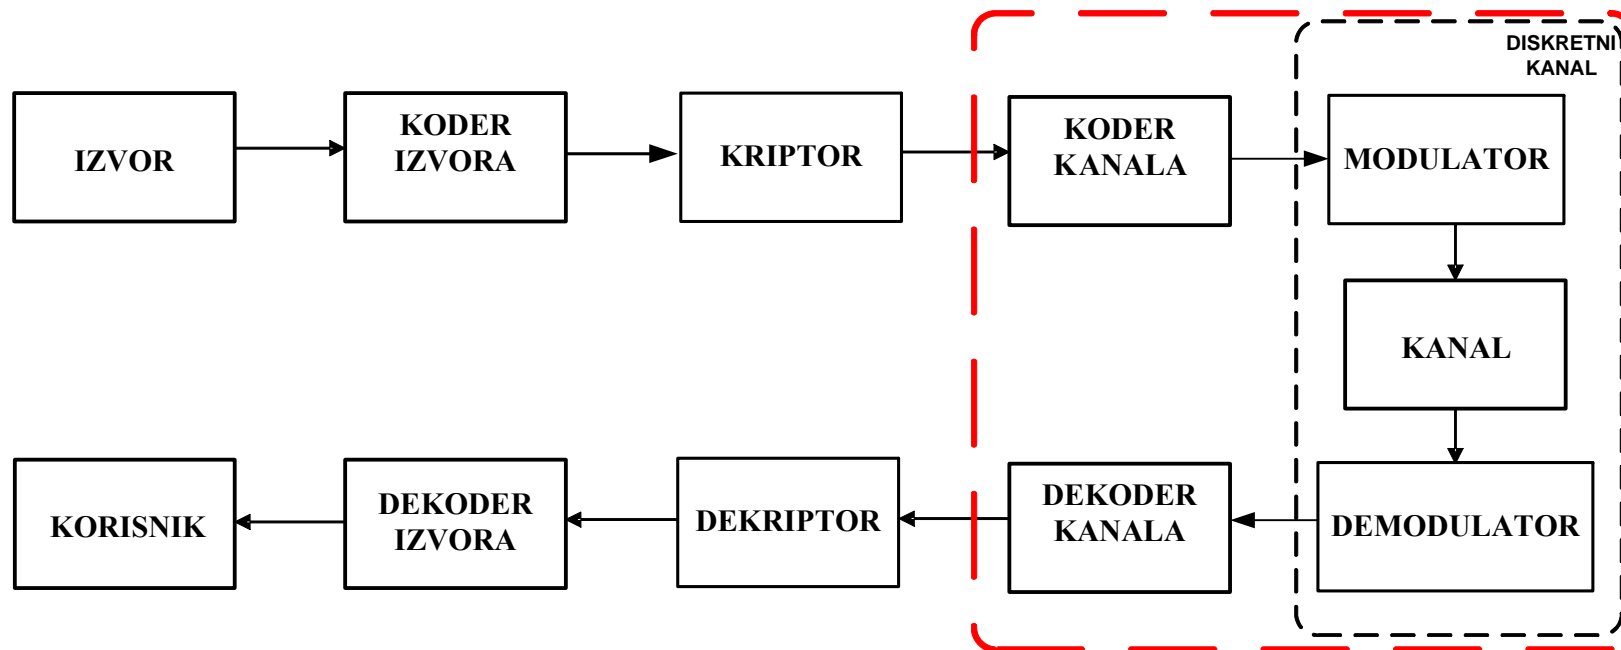 DISKRETNI
KANAL
IZVOR
KODER
IZVORA
KRIPTOR
KODER
KANALA
MODULATOR
KANAL
KORISNIK
DEKODER
IZVORA
DEKRIPTOR
DEKODER
KANALA
DEMODULATOR